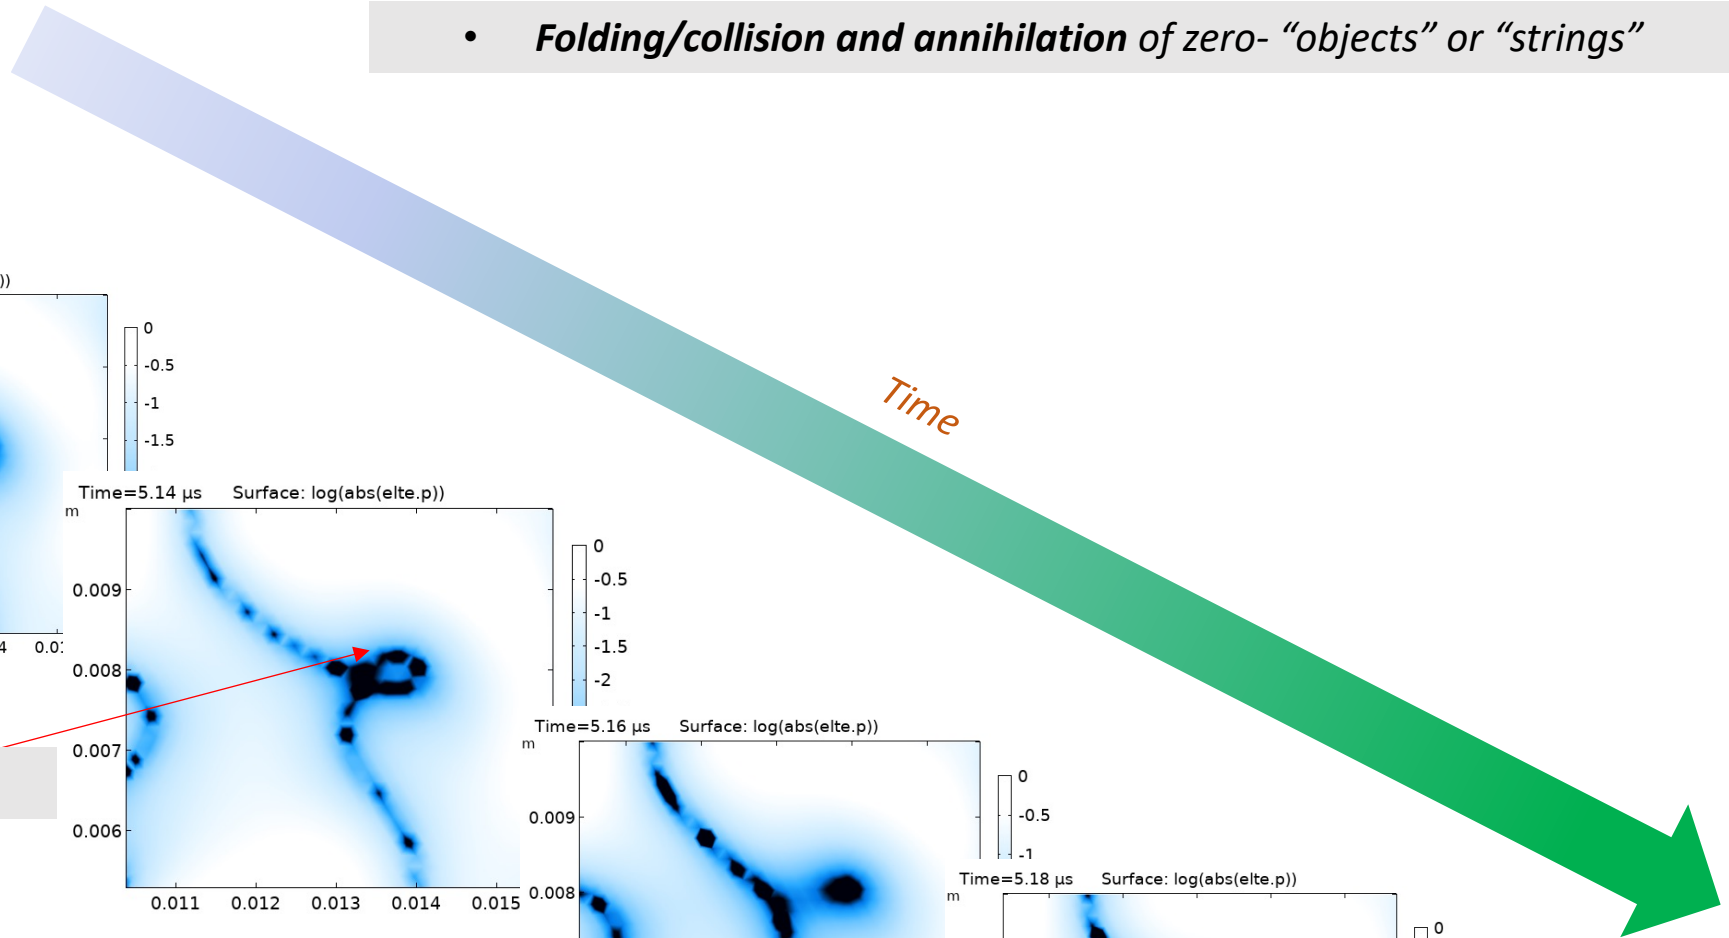 • Folding/collision and annihilation of zero- “objects” or “strings”
Time
))
0
-0.5
-1
-1.5
4
Time=5.14 µs Surface: log(abs(elte.p))
m
0.009
0.008
0.007
0.006
0.011 0.012 0.013 0.014 0.015
0
-0.5
-1
-1.5
-2
Time=5.16 µs Surface: log(abs(elte.p))
m
0.009
0.008
0
-0.5
-1
Time=5.18 µs Surface: log(abs(elte.p))
m
0